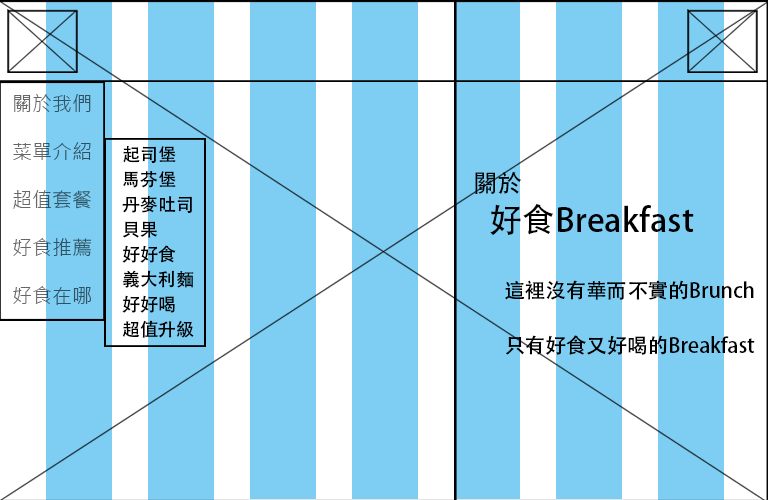 關於我們
菜單介紹
超值套餐
好食推薦
好食在哪
起司堡
馬芬堡
丹麥吐司
貝果
好好食
義大利麵
好好喝
超值升級
關於
好食Breakfast
這裡沒有華而不實的Brunch
只有好食又好喝的Breakfast